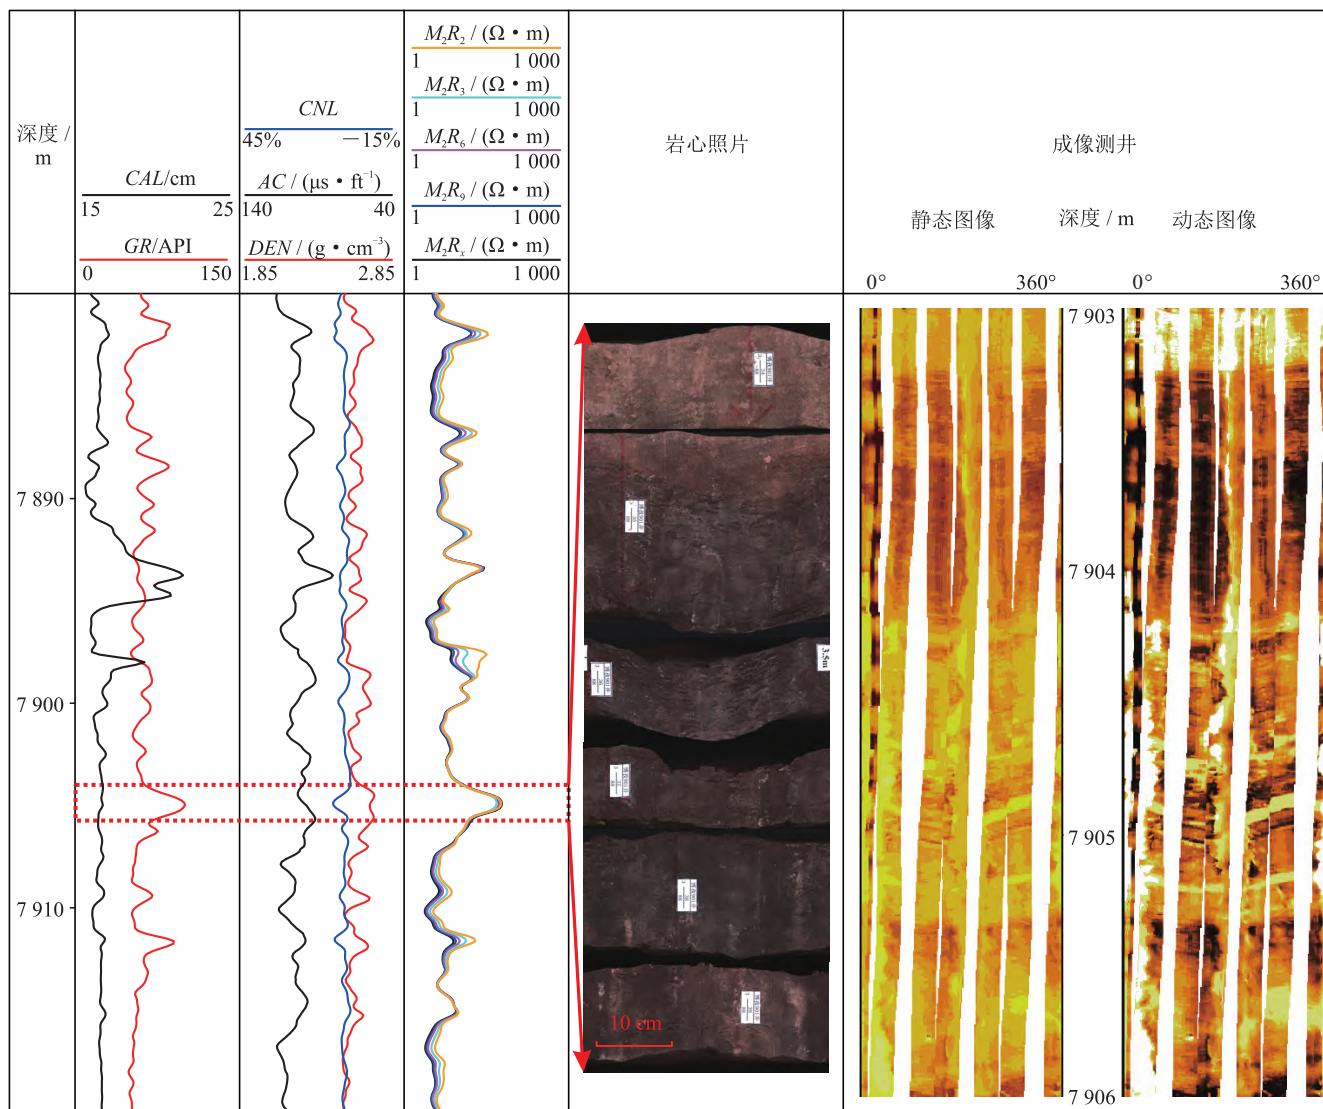 深度 /
m
CAL/cm
15 25
GR/API
0 150
CNL
45% －15%
AC / (μs・ft⁻¹)
140 40
DEN / (g・cm⁻³)
1.85 2.85
M₂R₂ / (Ω・m)
1 1 000
M₂R₃ / (Ω・m)
1 1 000
M₂R₆ / (Ω・m)
1 1 000
M₂R₉ / (Ω・m)
1 1 000
M₂Rₓ / (Ω・m)
1 1 000
岩心照片
成像测井
静态图像 深度 / m 动态图像
0° 360° 0° 360°
7 890
7 900
7 910
3.5m
10 cm
7 903
7 904
7 905
7 906